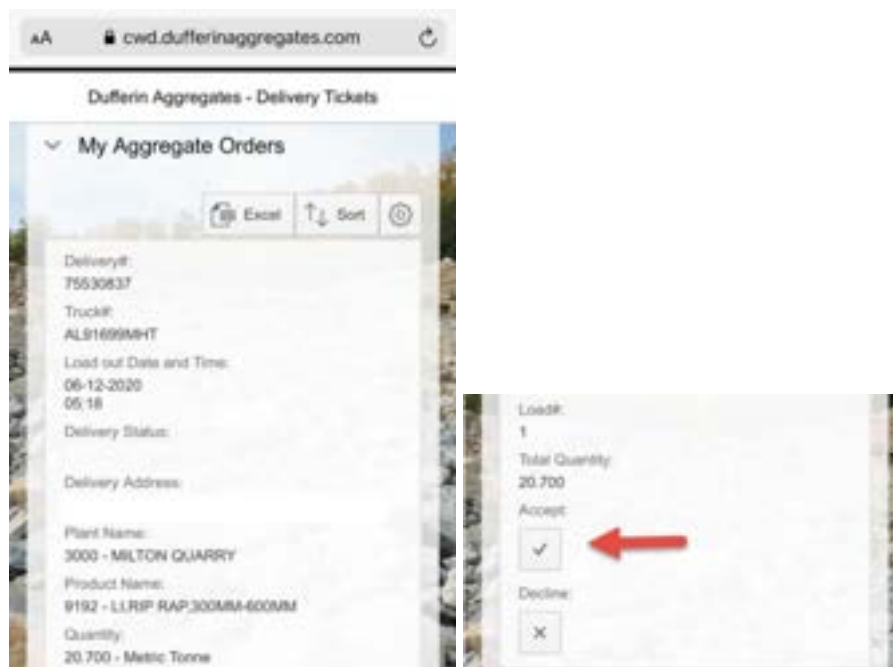 AA cwd.dufferinaggregates.com
Dufferin Aggregates - Delivery Tickets
My Aggregate Orders
Excel Sort
Delivery#:
75530837
Truck#:
AL91699MHT
Load out Date and Time:
06-12-2020
05:18
Delivery Status:
Delivery Address:
Plant Name:
3000 - MILTON QUARRY
Product Name:
9192 - LI,RIP RAP,300MM-600MM
Quantity:
20.700 - Metric Tonne
Load#:
1
Total Quantity:
20.700
Accept:
Decline: